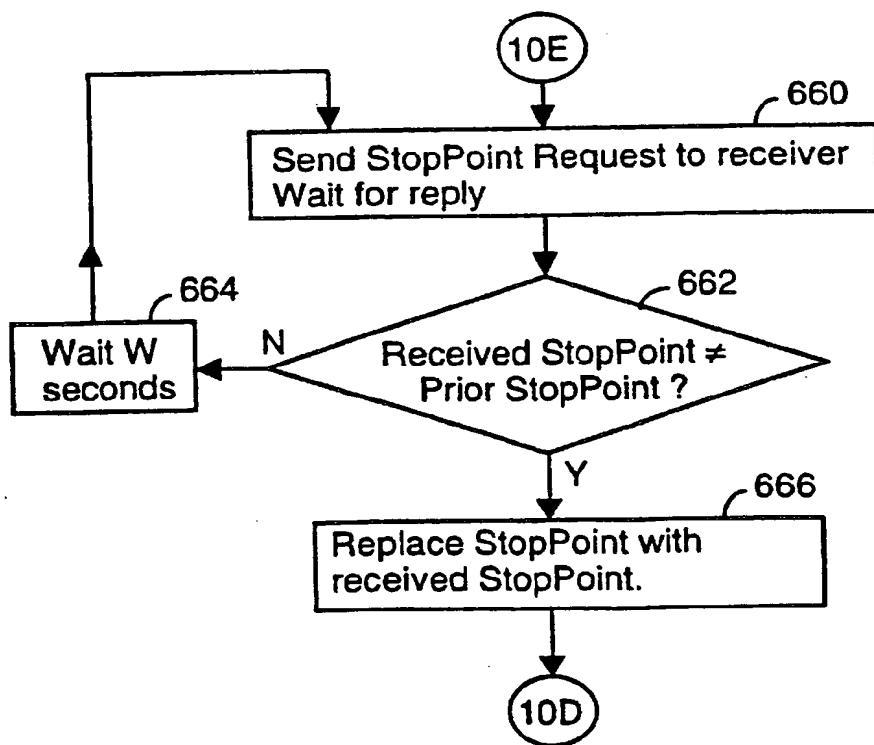 10E
660
Send StopPoint Request to receiver
Wait for reply
662
664
Wait W
seconds
N
Received StopPoint ≠
Prior StopPoint ?
Y
666
Replace StopPoint with
received StopPoint.
10D